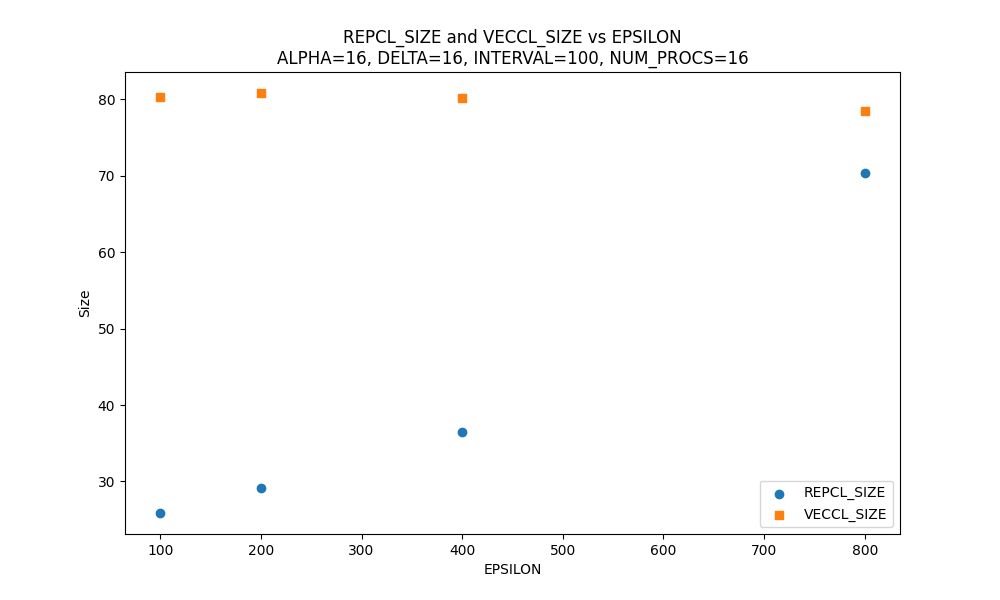 REPCL_SIZE and VECCL_SIZE vs EPSILON
ALPHA=16, DELTA=16, INTERVAL=100, NUM_PROCS=16
80
70
60
50
40
30
Size
REPCL_SIZE
VECCL_SIZE
100 200 300 400 500 600 700 800
EPSILON